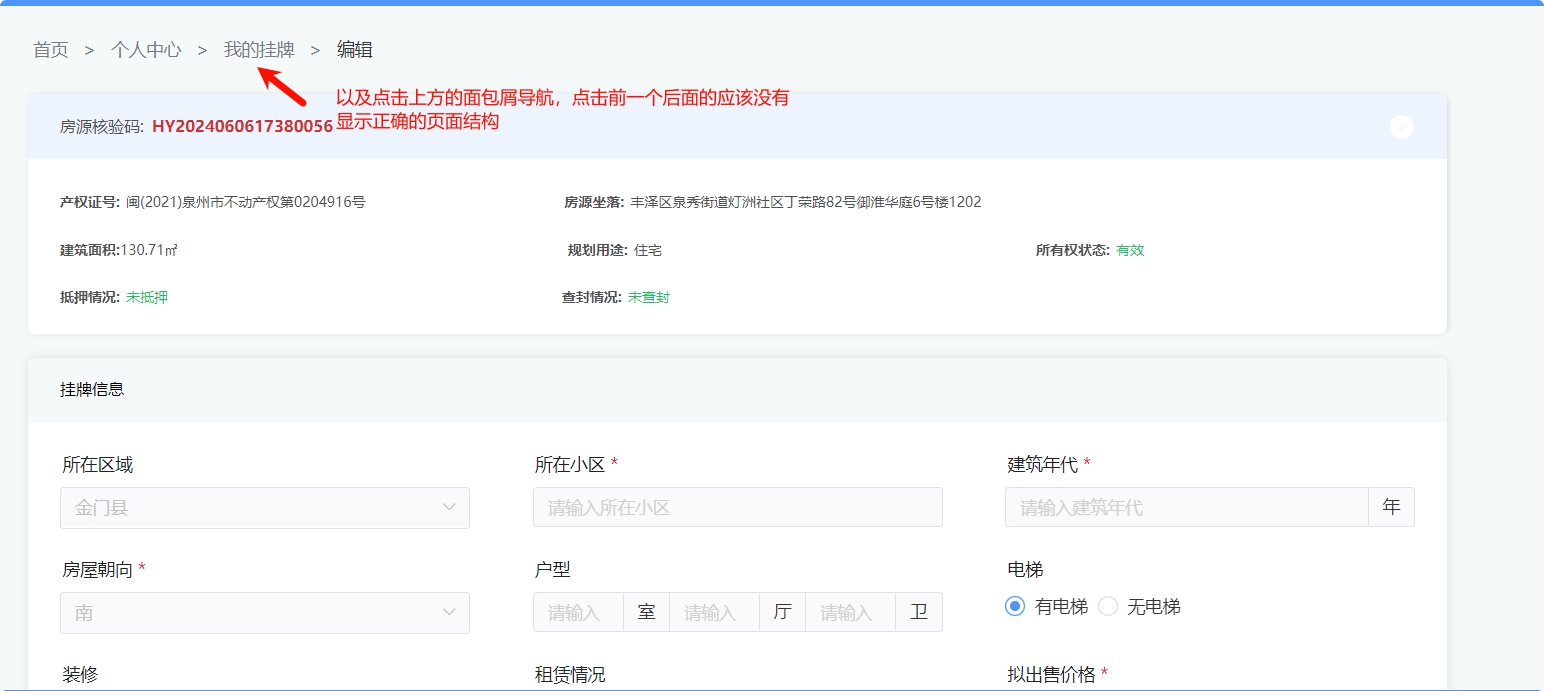 首页 > 个人中心 > 我的挂牌 > 编辑
以及点击上方的面包屑导航，点击前一个后面的应该没有
显示正确的页面结构
房源核验码: HY2024060617380056
产权证号: 闽(2021)泉州市不动产权第0204916号 房源坐落: 丰泽区泉秀街道灯洲社区丁荣路82号御淮华庭6号楼1202
建筑面积:130.71㎡ 规划用途: 住宅 所有权状态: 有效
抵押情况: 未抵押 查封情况: 未查封
挂牌信息
所在区域 所在小区 * 建筑年代 *
金门县 请输入所在小区 请输入建筑年代 年
房屋朝向 * 户型 电梯
南 请输入 室 请输入 厅 请输入 卫 有电梯 无电梯
装修 租赁情况 拟出售价格 *